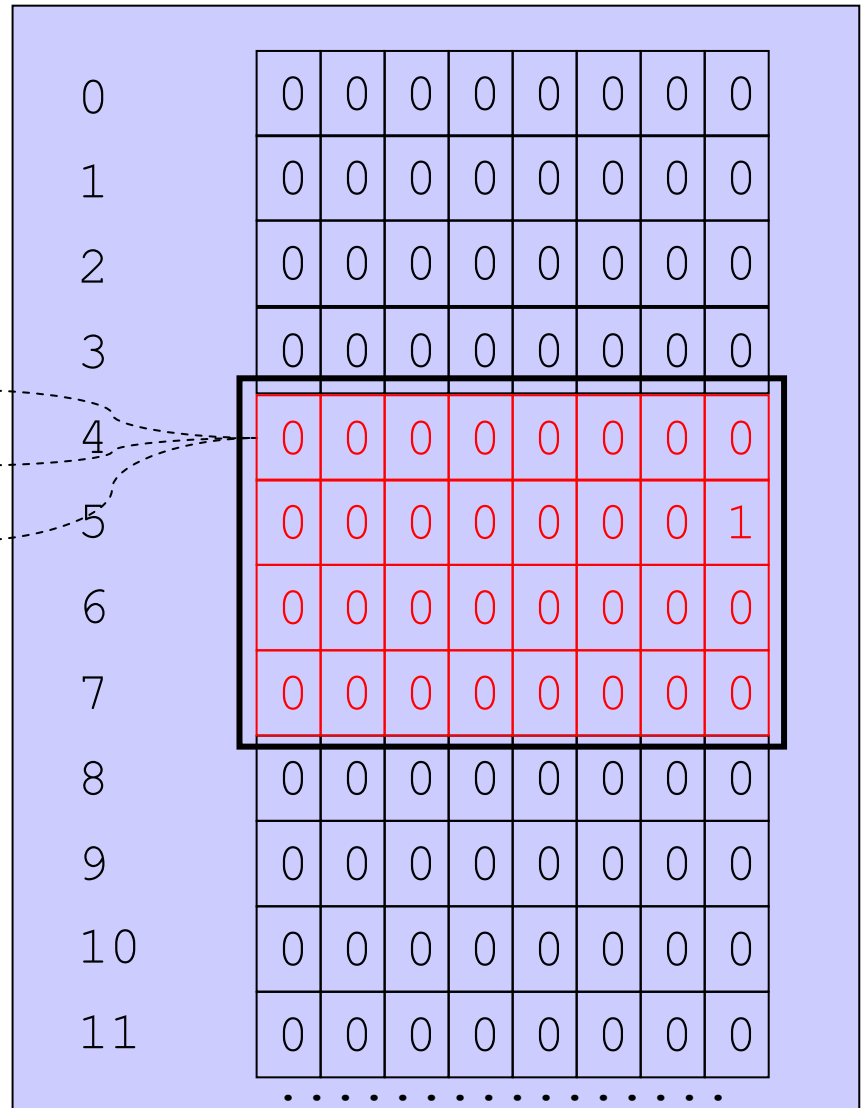 0 0 0 0 0 0 0 0 0
1 0 0 0 0 0 0 0 0
2 0 0 0 0 0 0 0 0
3 0 0 0 0 0 0 0 0
4 0 0 0 0 0 0 0 0
5 0 0 0 0 0 0 0 1
6 0 0 0 0 0 0 0 0
7 0 0 0 0 0 0 0 0
8 0 0 0 0 0 0 0 0
9 0 0 0 0 0 0 0 0
10 0 0 0 0 0 0 0 0
11 0 0 0 0 0 0 0 0